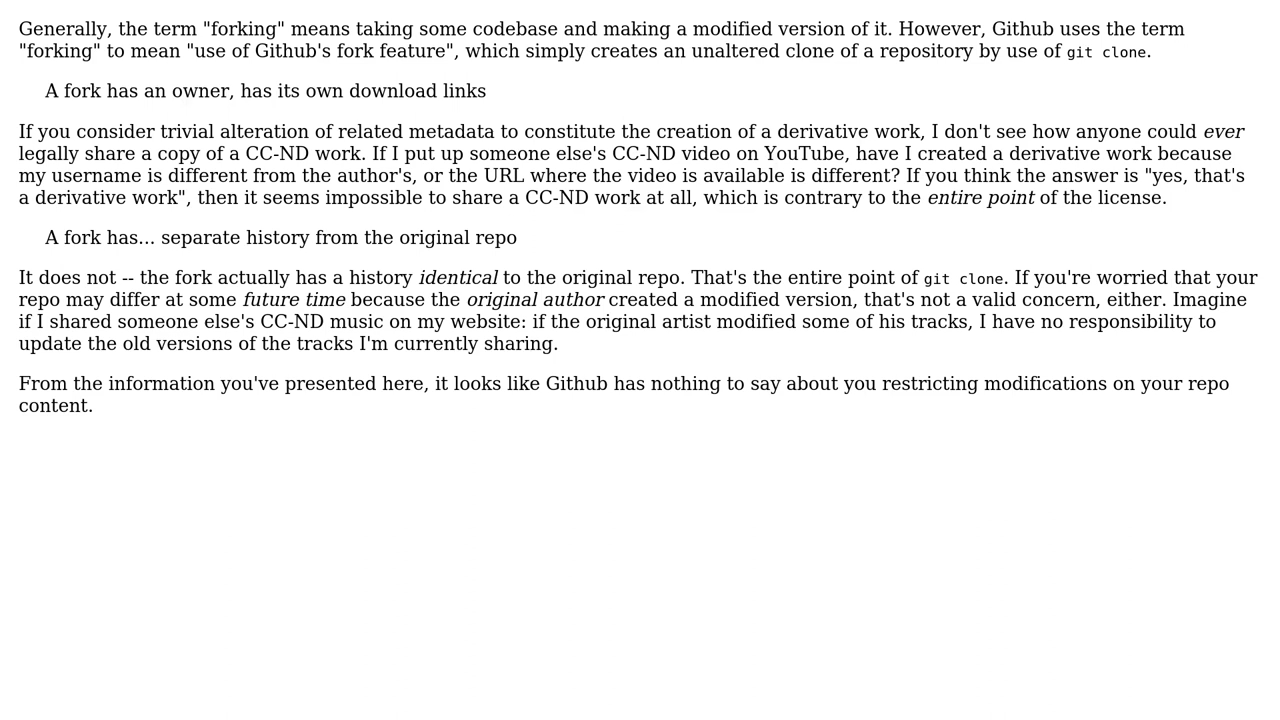 Generally, the term "forking" means taking some codebase and making a modified version of it. However, Github uses the term
"forking" to mean "use of Github's fork feature", which simply creates an unaltered clone of a repository by use of git clone.
A fork has an owner, has its own download links
If you consider trivial alteration of related metadata to constitute the creation of a derivative work, I don't see how anyone could ever
legally share a copy of a CC-ND work. If I put up someone else's CC-ND video on YouTube, have I created a derivative work because
my username is different from the author's, or the URL where the video is available is different? If you think the answer is "yes, that's
a derivative work", then it seems impossible to share a CC-ND work at all, which is contrary to the entire point of the license.
A fork has... separate history from the original repo
It does not -- the fork actually has a history identical to the original repo. That's the entire point of git clone. If you're worried that your
repo may differ at some future time because the original author created a modified version, that's not a valid concern, either. Imagine
if I shared someone else's CC-ND music on my website: if the original artist modified some of his tracks, I have no responsibility to
update the old versions of the tracks I'm currently sharing.
From the information you've presented here, it looks like Github has nothing to say about you restricting modifications on your repo
content.